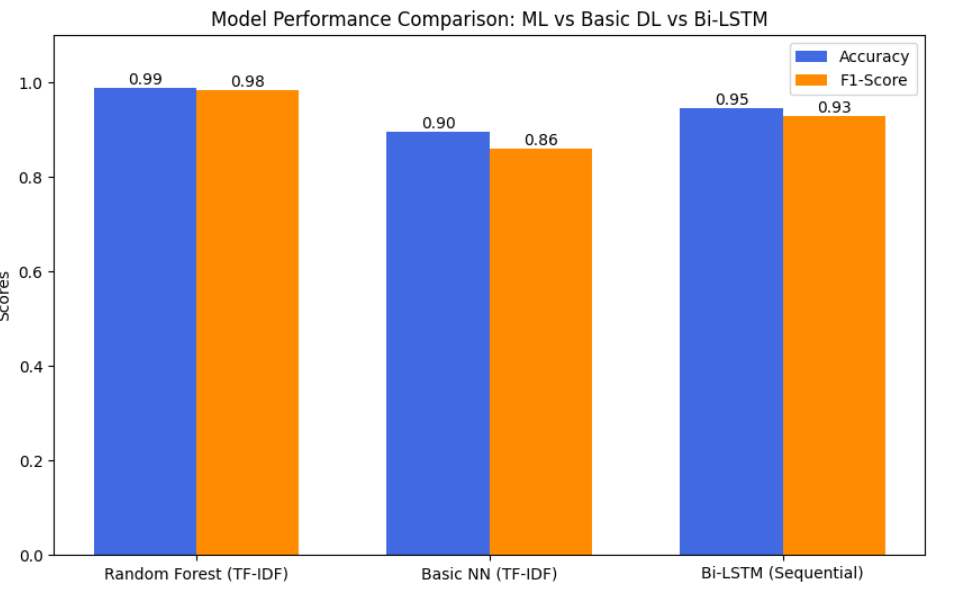 Model Performance Comparison: ML vs Basic DL vs Bi-LSTM
Accuracy
F1-Score
1.0
0.8
0.6
0.4
0.2
0.0
Scores
0.99
0.98
0.90
0.86
0.95
0.93
Random Forest (TF-IDF)
Basic NN (TF-IDF)
Bi-LSTM (Sequential)